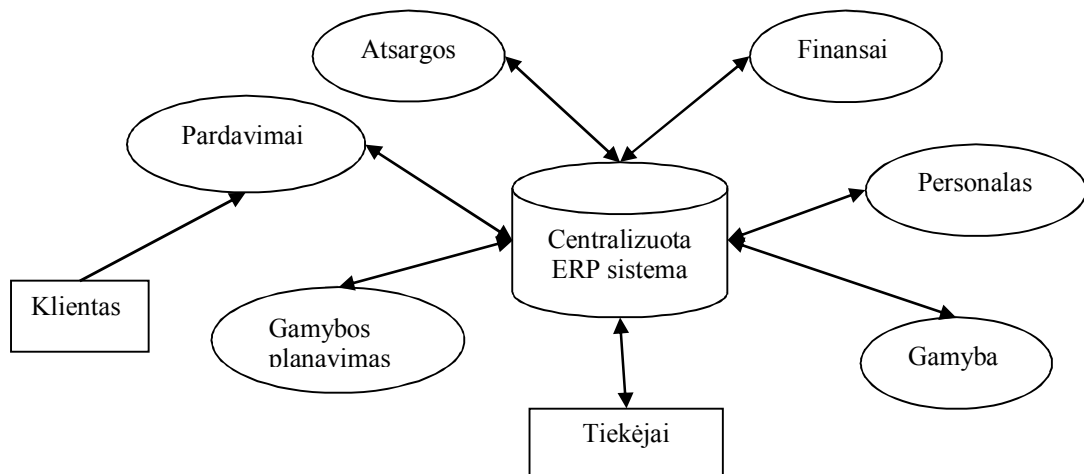 Atsargos
Finansai
Pardavimai
Personalas
Centralizuota
ERP sistema
Klientas
Gamybos
planavimas
Gamyba
Tiekėjai